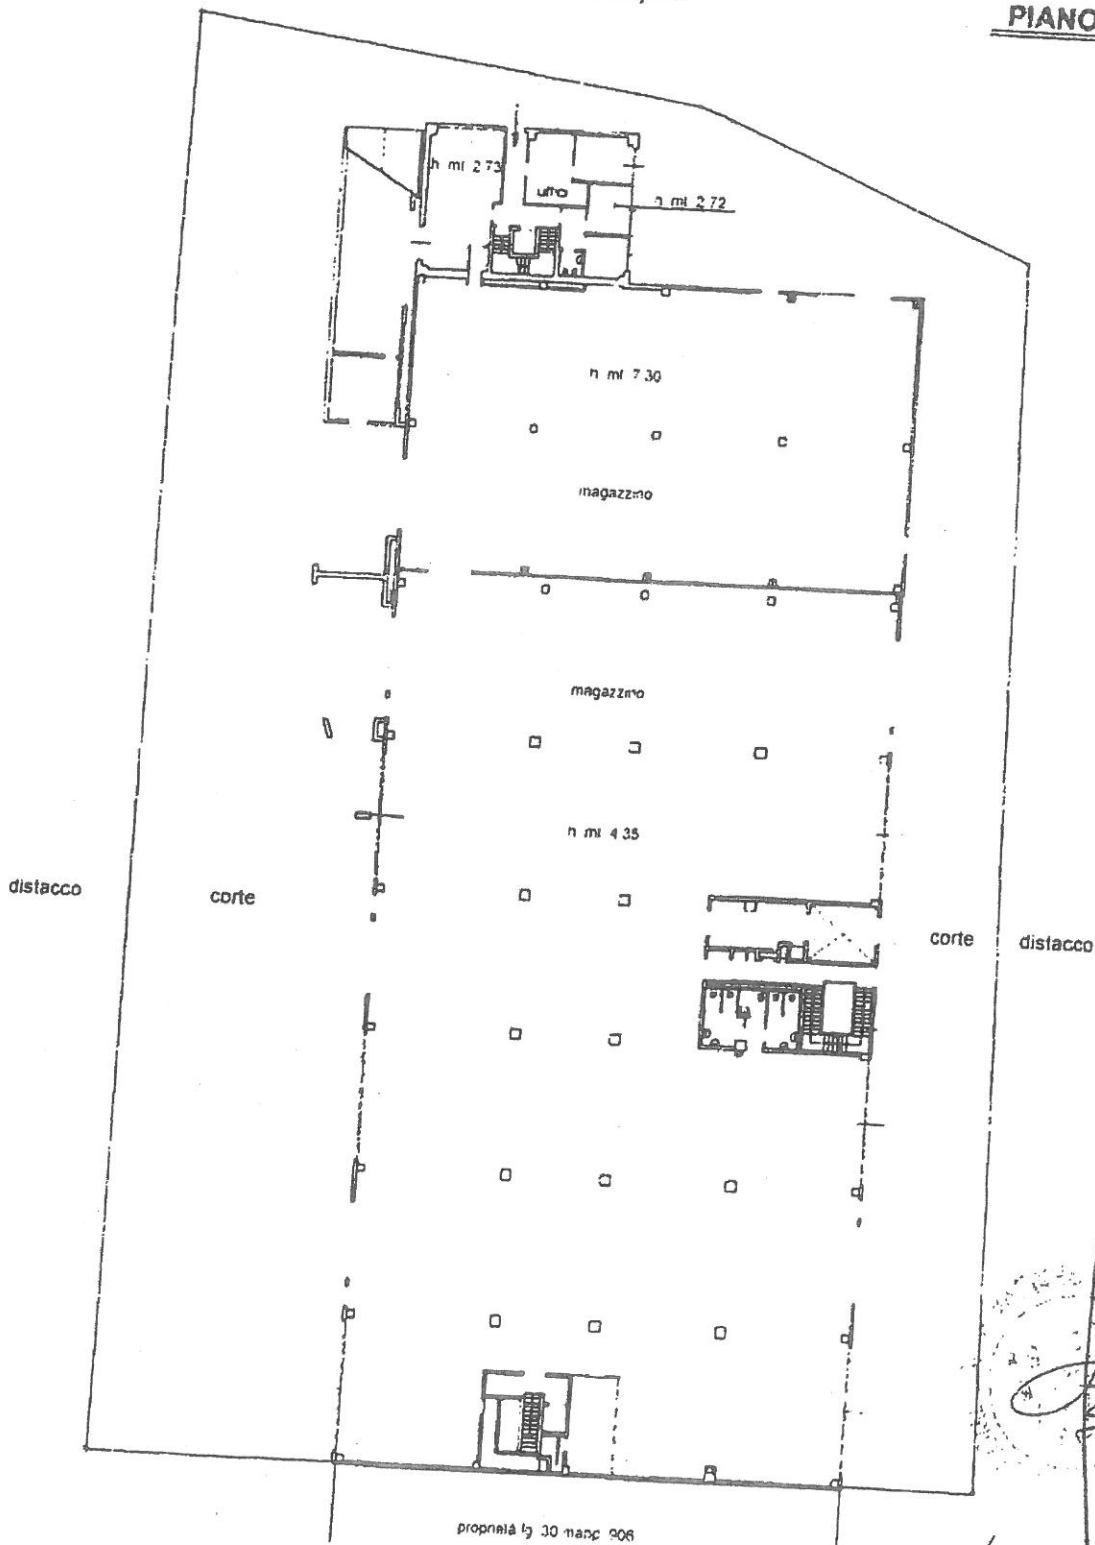 PIANO
h ml 2.73
uffici
h ml 2.72
h ml 7.30
magazzino
magazzino
h ml 4.35
distacco
corte
corte
distacco
proprietà fg 30 mapp 906